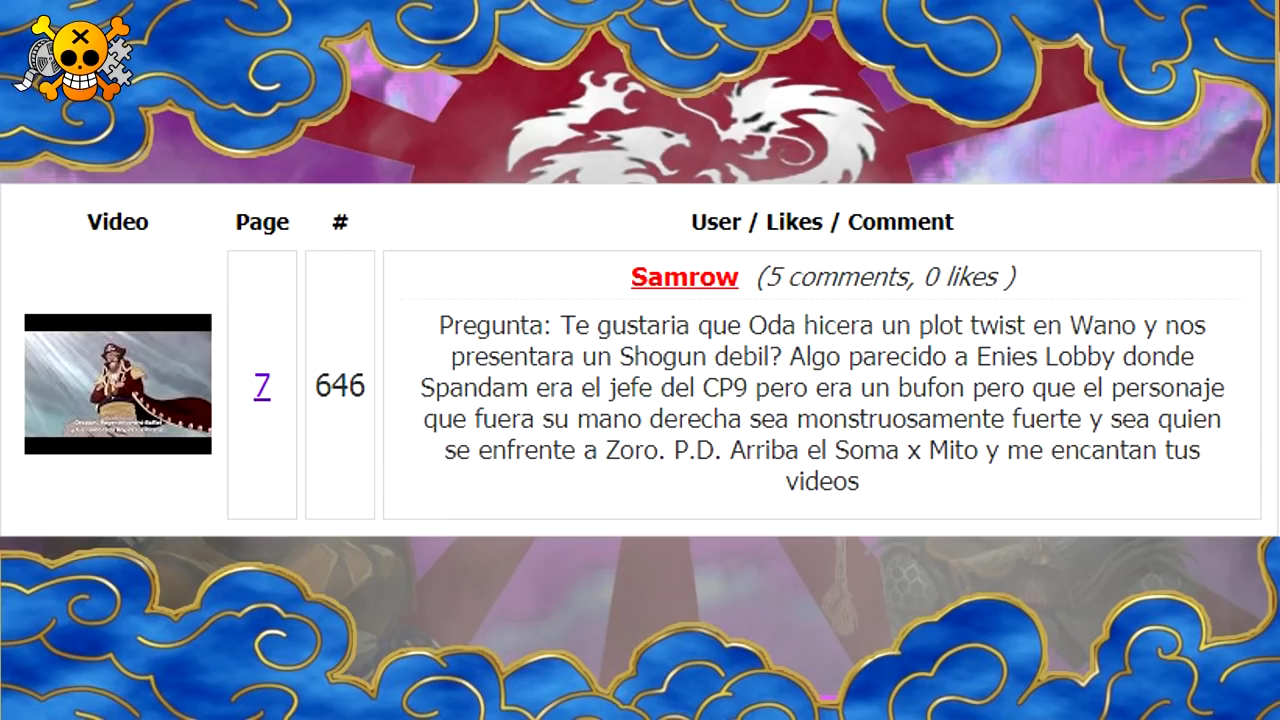 Video Page # User / Likes / Comment
Samrow (5 comments, 0 likes )
7 646
Pregunta: Te gustaria que Oda hicera un plot twist en Wano y nos
presentara un Shogun debil? Algo parecido a Enies Lobby donde
Spandam era el jefe del CP9 pero era un bufon pero que el personaje
que fuera su mano derecha sea monstruosamente fuerte y sea quien
se enfrente a Zoro. P.D. Arriba el Soma x Mito y me encantan tus
videos